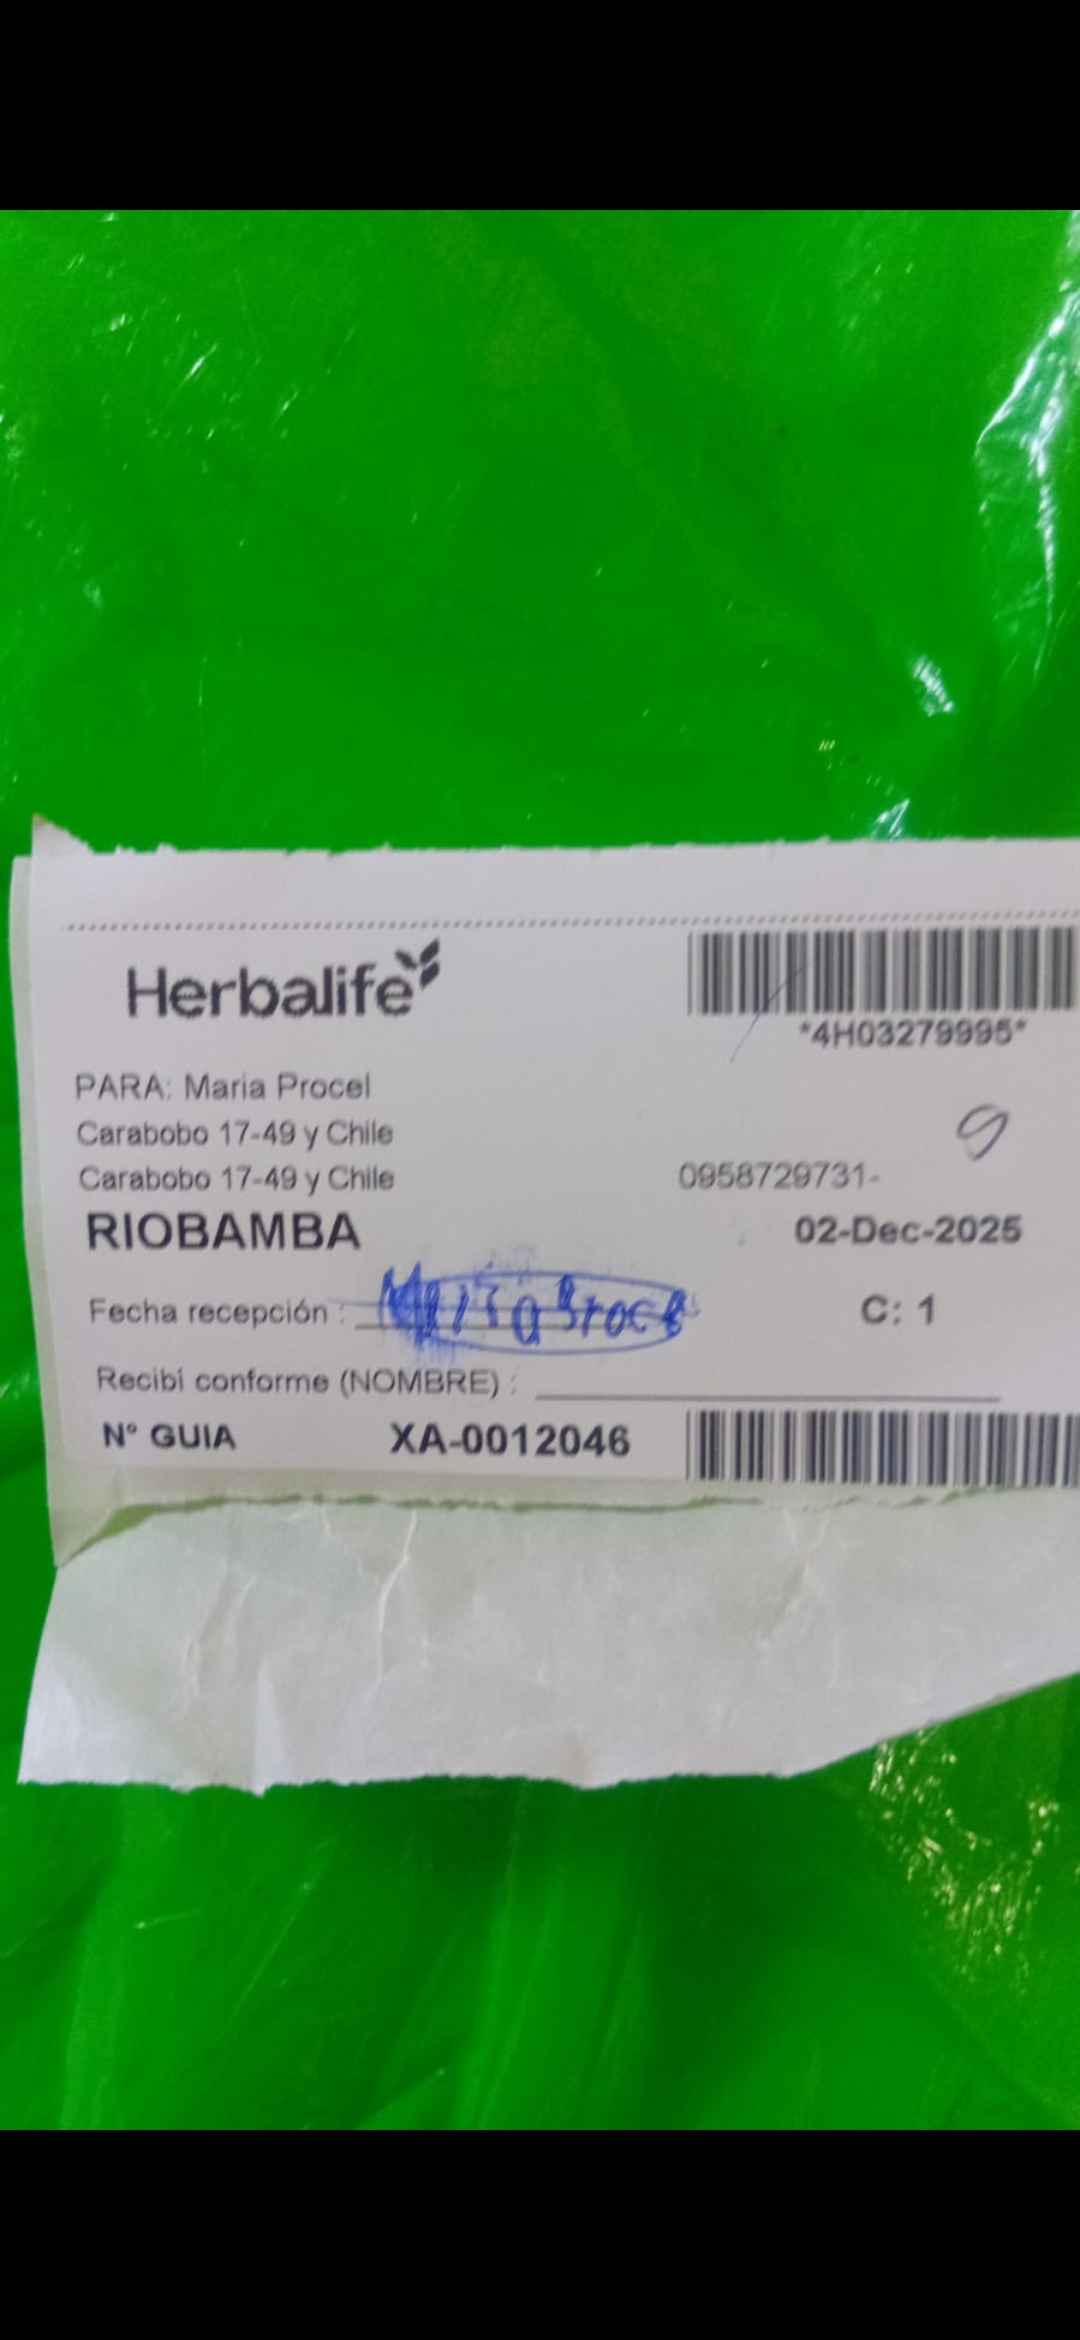 Herbalife
*4H03279995*
PARA: Maria Procel
Carabobo 17-49 y Chile
Carabobo 17-49 y Chile
0958729731-
RIOBAMBA
02-Dec-2025
Fecha recepción :
C: 1
Recibí conforme (NOMBRE) :
N° GUIA XA-0012046